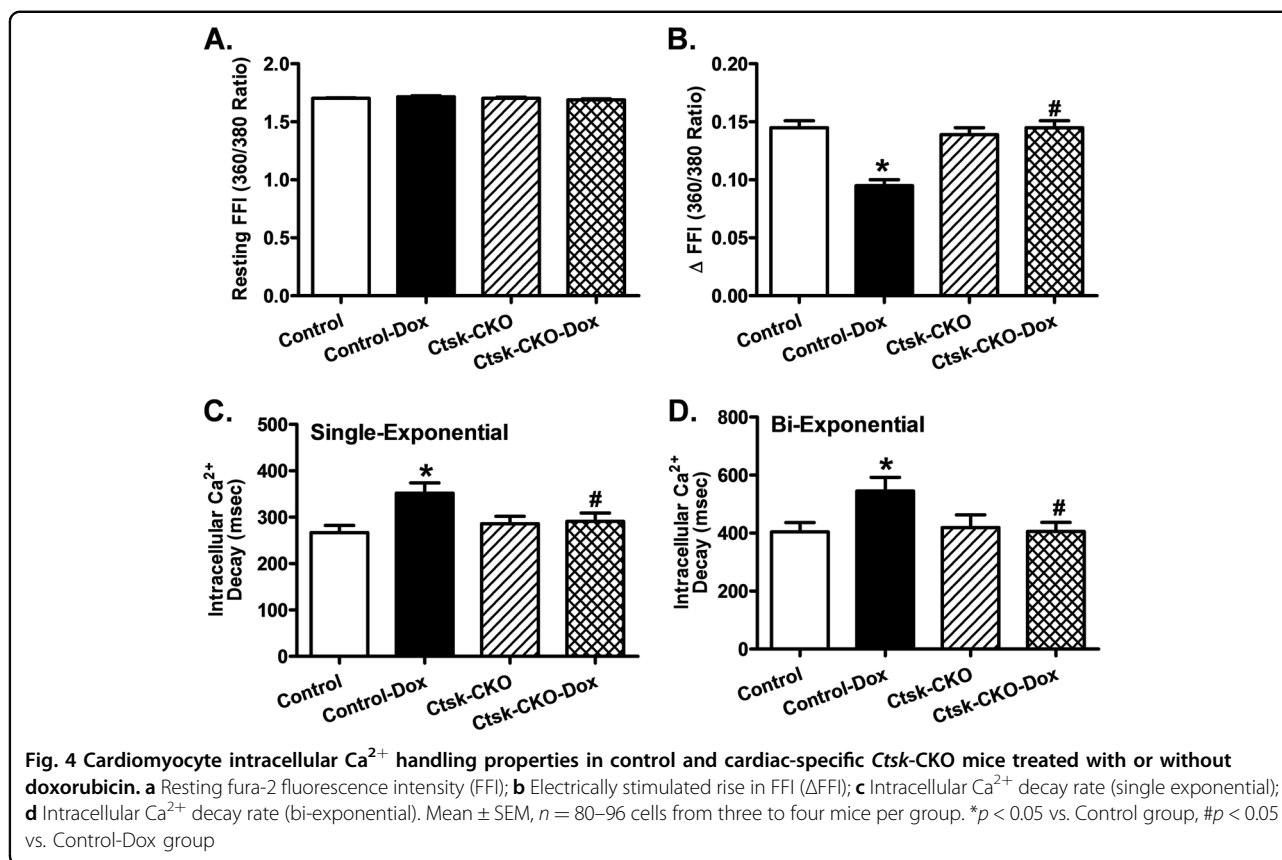 A.
Resting FFI (360/380 Ratio)
2.0
1.5
1.0
0.5
0.0
Control
Control-Dox
Ctsk-CKO
Ctsk-CKO-Dox
B.
Δ FFI (360/380 Ratio)
0.20
0.15
0.10
0.05
0.00
*
#
Control
Control-Dox
Ctsk-CKO
Ctsk-CKO-Dox
C.
Single-Exponential
Intracellular Ca²⁺
Decay (msec)
500
400
300
200
100
0
*
#
Control
Control-Dox
Ctsk-CKO
Ctsk-CKO-Dox
D.
Bi-Exponential
Intracellular Ca²⁺
Decay (msec)
800
600
400
200
0
*
#
Control
Control-Dox
Ctsk-CKO
Ctsk-CKO-Dox
Fig. 4 Cardiomyocyte intracellular Ca²⁺ handling properties in control and cardiac-specific Ctsk-CKO mice treated with or without
doxorubicin. a Resting fura-2 fluorescence intensity (FFI); b Electrically stimulated rise in FFI (ΔFFI); c Intracellular Ca²⁺ decay rate (single exponential);
d Intracellular Ca²⁺ decay rate (bi-exponential). Mean ± SEM, n = 80–96 cells from three to four mice per group. *p < 0.05 vs. Control group, #p < 0.05
vs. Control-Dox group